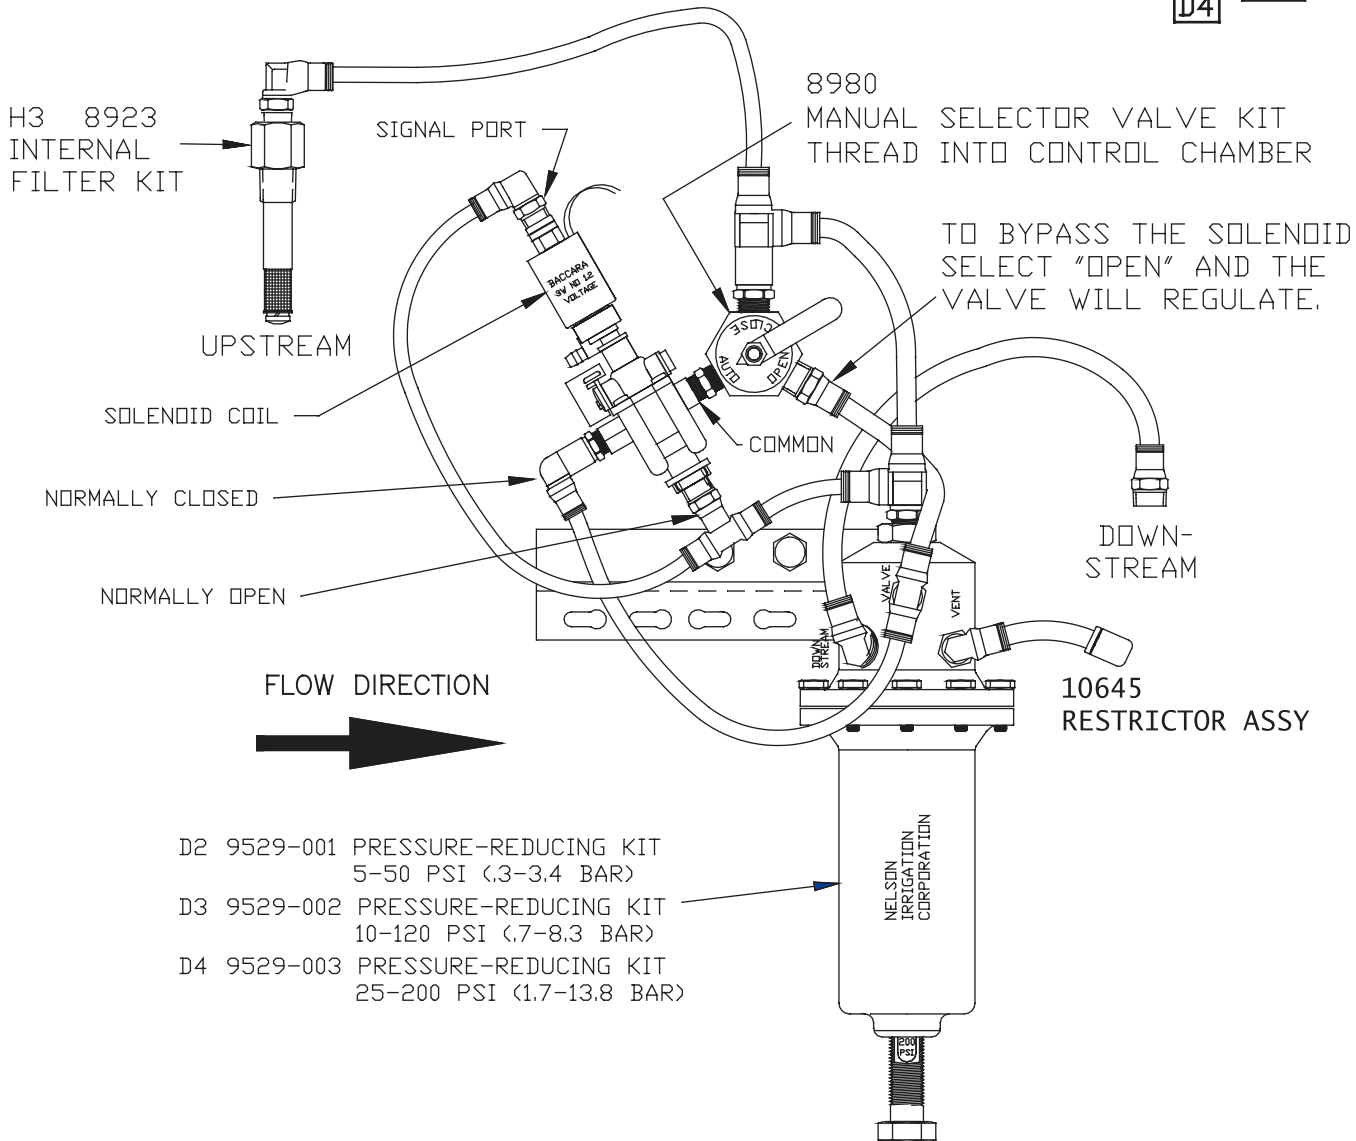 D4
H3 8923
INTERNAL
FILTER KIT
SIGNAL PORT
8980
MANUAL SELECTOR VALVE KIT
THREAD INTO CONTROL CHAMBER
TO BYPASS THE SOLENOID
SELECT "OPEN" AND THE
VALVE WILL REGULATE.
BACCARA
3W NO 12
VOLTAGE
CLOSE
AUTO
OPEN
UPSTREAM
SOLENOID COIL
COMMON
NORMALLY CLOSED
DOWN-
STREAM
NORMALLY OPEN
VALVE
VENT
DOWN
STREAM
FLOW DIRECTION
10645
RESTRICTOR ASSY
D2 9529-001 PRESSURE-REDUCING KIT
5-50 PSI (.3-3.4 BAR)
D3 9529-002 PRESSURE-REDUCING KIT
10-120 PSI (.7-8.3 BAR)
D4 9529-003 PRESSURE-REDUCING KIT
25-200 PSI (1.7-13.8 BAR)
NELSON
IRRIGATION
CORPORATION
200
PSI